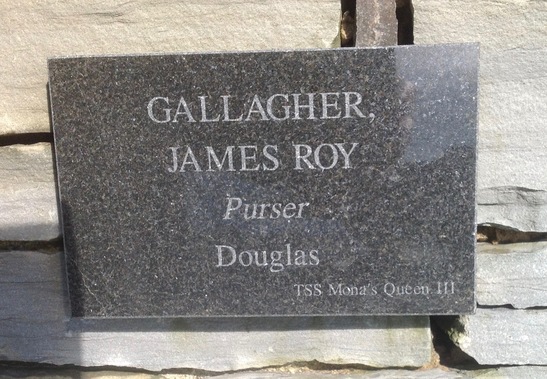 GALLAGHER,
JAMES ROY
Purser
Douglas
TSS Mona's Queen III